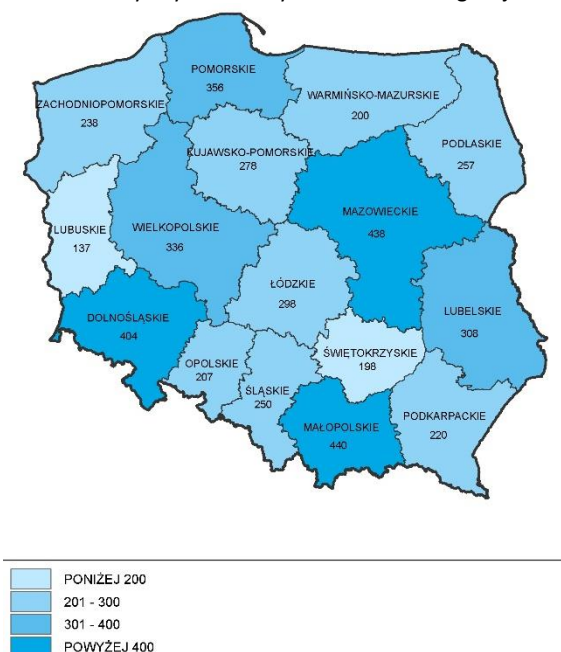 POMORSKIE
356
ZACHODNIOPOMORSKIE
238
WARMIŃSKO-MAZURSKIE
200
KUJAWSKO-POMORSKIE
278
PODLASKIE
257
LUBUSKIE
137
WIELKOPOLSKIE
336
MAZOWIECKIE
438
ŁÓDZKIE
298
DOLNOŚLĄSKIE
404
LUBELSKIE
308
OPOLSKIE
207
ŚLĄSKIE
250
ŚWIĘTOKRZYSKIE
198
MAŁOPOLSKIE
440
PODKARPACKIE
220
PONIŻEJ 200
201 - 300
301 - 400
POWYŻEJ 400